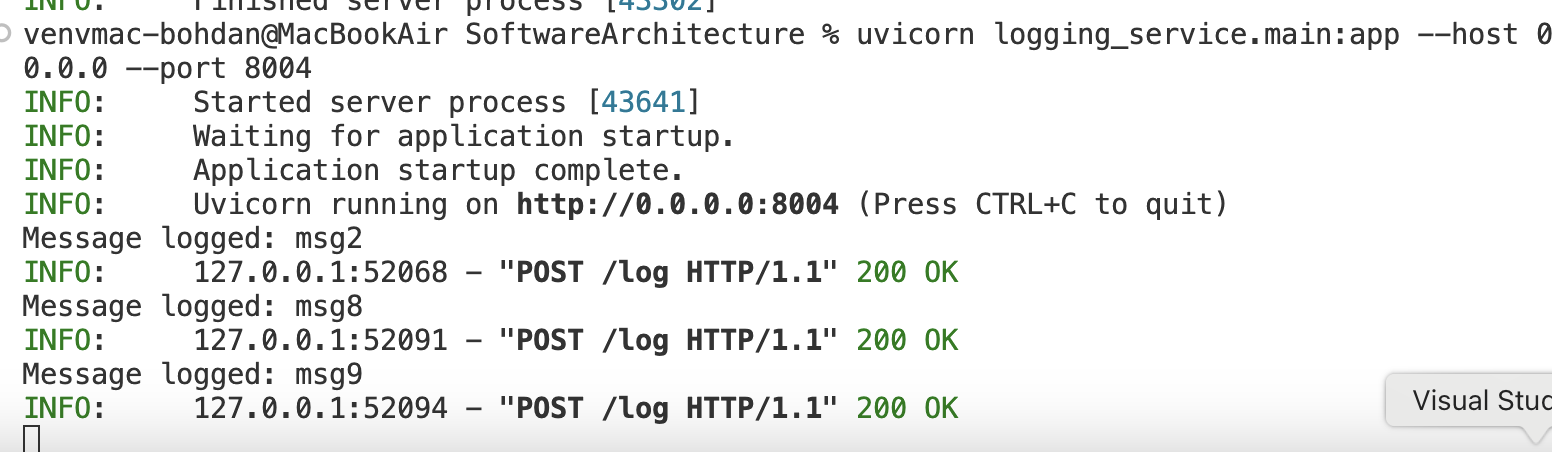 INFO:     Finished server process [43302]
venvmac-bohdan@MacBookAir SoftwareArchitecture % uvicorn logging_service.main:app --host 0
0.0.0 --port 8004
INFO:     Started server process [43641]
INFO:     Waiting for application startup.
INFO:     Application startup complete.
INFO:     Uvicorn running on http://0.0.0.0:8004 (Press CTRL+C to quit)
Message logged: msg2
INFO:     127.0.0.1:52068 - "POST /log HTTP/1.1" 200 OK
Message logged: msg8
INFO:     127.0.0.1:52091 - "POST /log HTTP/1.1" 200 OK
Message logged: msg9
Visual Stud
INFO:     127.0.0.1:52094 - "POST /log HTTP/1.1" 200 OK